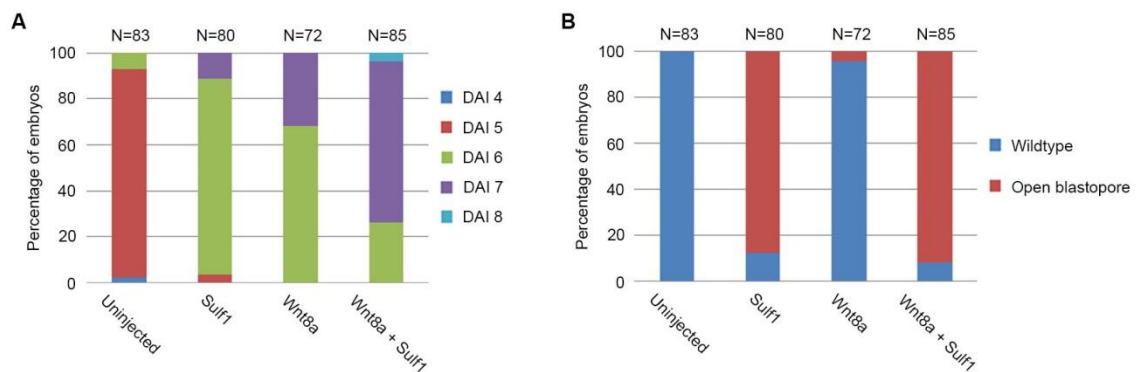 A
N=83 N=80 N=72 N=85
100
80
60
40
20
0
Percentage of embryos
Uninjected
Sulf1
Wnt8a
Wnt8a + Sulf1
DAI 4
DAI 5
DAI 6
DAI 7
DAI 8
B
N=83 N=80 N=72 N=85
100
80
60
40
20
0
Percentage of embryos
Uninjected
Sulf1
Wnt8a
Wnt8a + Sulf1
Wildtype
Open blastopore